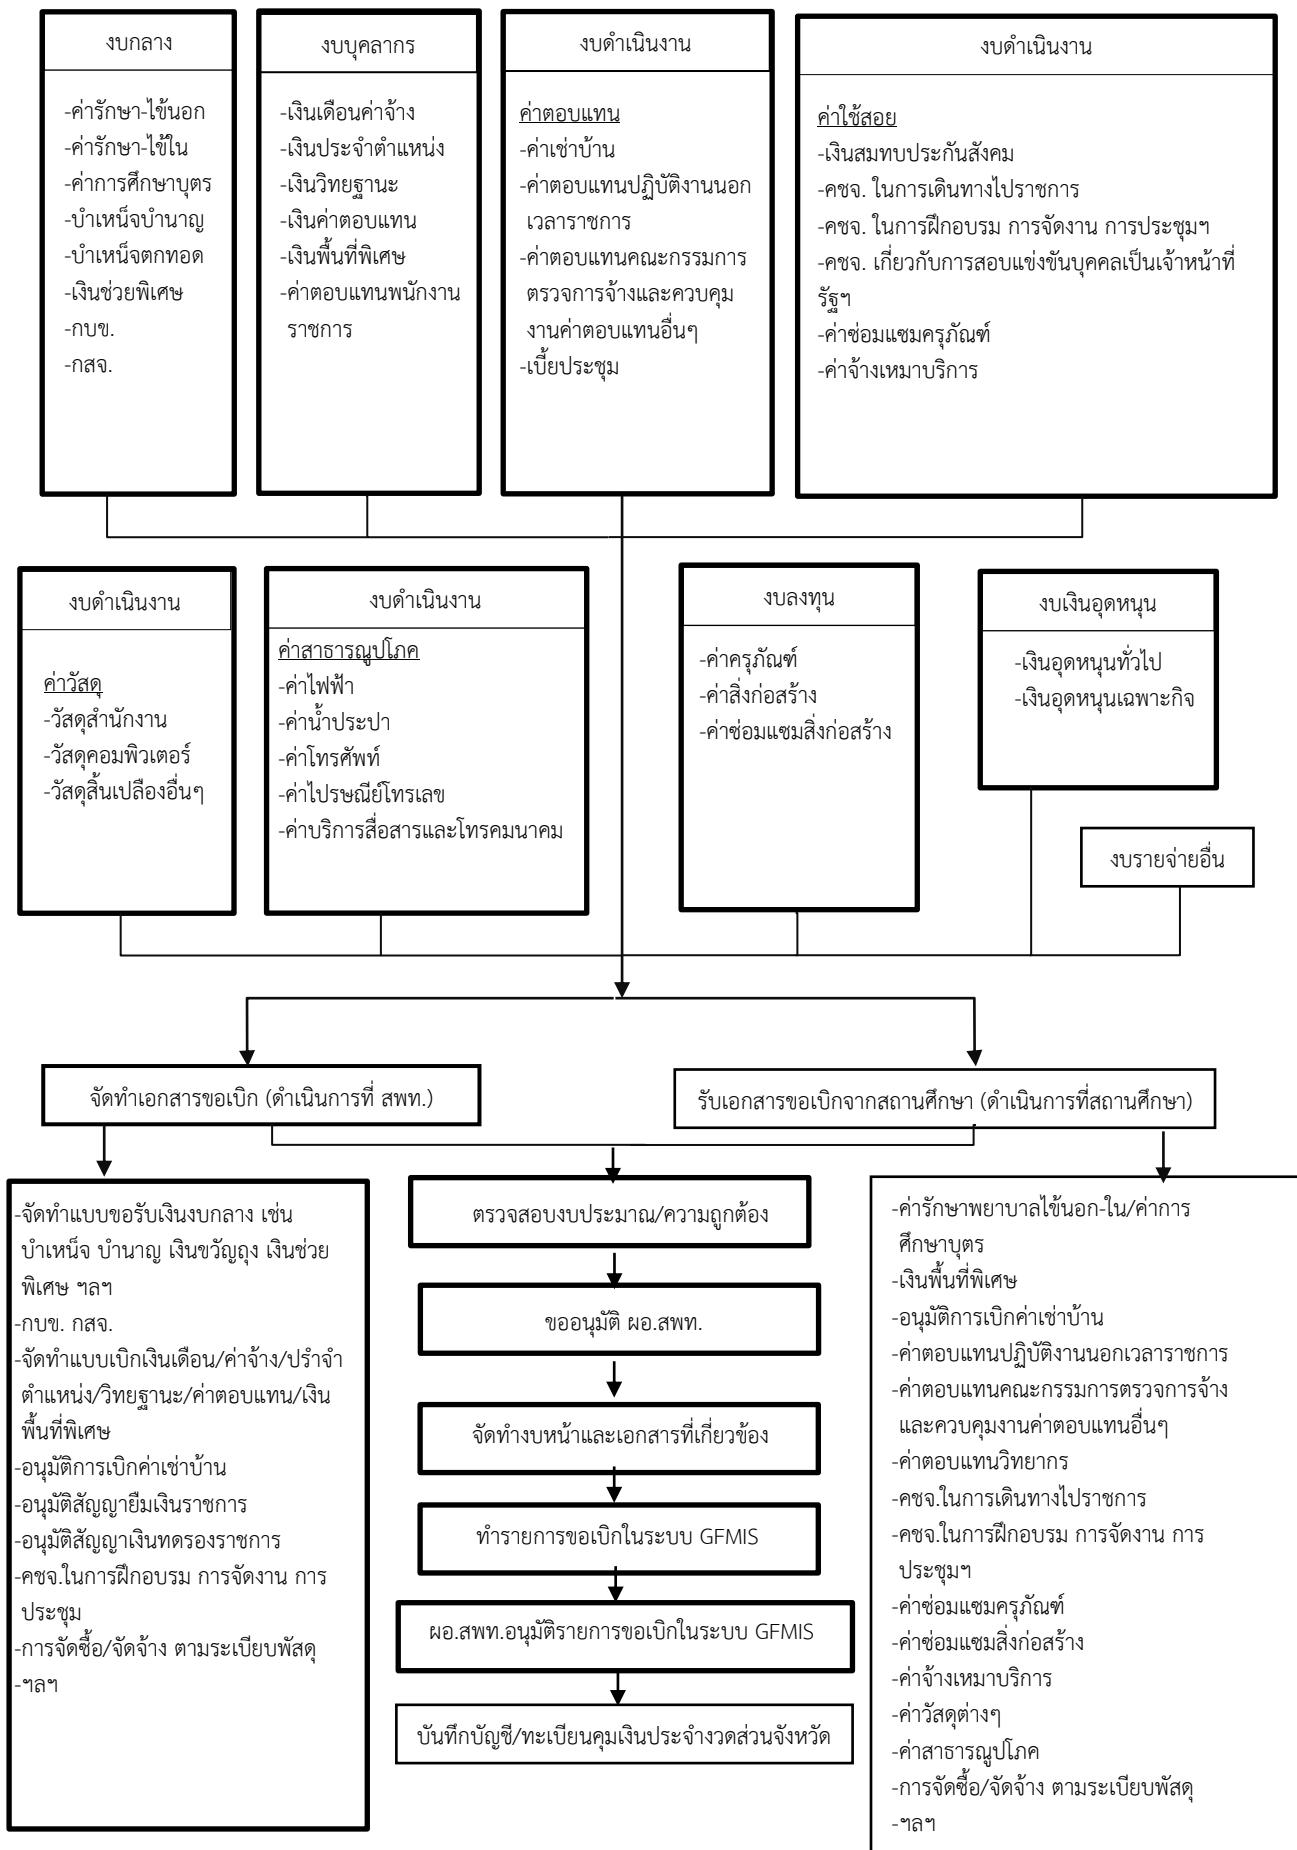 งบกลาง
-ค่ารักษา-ไข้นอก
-ค่ารักษา-ไข้ใน
-ค่าการศึกษาบุตร
-บำเหน็จบำนาญ
-บำเหน็จตกทอด
-เงินช่วยพิเศษ
-กบข.
-กสจ.
งบบุคลากร
-เงินเดือนค่าจ้าง
-เงินประจำตำแหน่ง
-เงินวิทยฐานะ
-เงินค่าตอบแทน
-เงินพื้นที่พิเศษ
-ค่าตอบแทนพนักงาน
ราชการ
งบดำเนินงาน
ค่าตอบแทน
-ค่าเช่าบ้าน
-ค่าตอบแทนปฏิบัติงานนอก
เวลาราชการ
-ค่าตอบแทนคณะกรรมการ
ตรวจการจ้างและควบคุม
งานค่าตอบแทนอื่นๆ
-เบี้ยประชุม
งบดำเนินงาน
ค่าใช้สอย
-เงินสมทบประกันสังคม
-คชจ. ในการเดินทางไปราชการ
-คชจ. ในการฝึกอบรม การจัดงาน การประชุมฯ
-คชจ. เกี่ยวกับการสอบแข่งขันบุคคลเป็นเจ้าหน้าที่
รัฐฯ
-ค่าซ่อมแซมครุภัณฑ์
-ค่าจ้างเหมาบริการ
งบดำเนินงาน
ค่าวัสดุ
-วัสดุสำนักงาน
-วัสดุคอมพิวเตอร์
-วัสดุสิ้นเปลืองอื่นๆ
งบดำเนินงาน
ค่าสาธารณูปโภค
-ค่าไฟฟ้า
-ค่าน้ำประปา
-ค่าโทรศัพท์
-ค่าไปรษณีย์โทรเลข
-ค่าบริการสื่อสารและโทรคมนาคม
งบลงทุน
-ค่าครุภัณฑ์
-ค่าสิ่งก่อสร้าง
-ค่าซ่อมแซมสิ่งก่อสร้าง
งบเงินอุดหนุน
-เงินอุดหนุนทั่วไป
-เงินอุดหนุนเฉพาะกิจ
งบรายจ่ายอื่น
จัดทำเอกสารขอเบิก (ดำเนินการที่ สพท.)
รับเอกสารขอเบิกจากสถานศึกษา (ดำเนินการที่สถานศึกษา)
-จัดทำแบบขอรับเงินงบกลาง เช่น
บำเหน็จ บำนาญ เงินขวัญถุง เงินช่วย
พิเศษ ฯลฯ
-กบข. กสจ.
-จัดทำแบบเบิกเงินเดือน/ค่าจ้าง/ปรำจำ
ตำแหน่ง/วิทยฐานะ/ค่าตอบแทน/เงิน
พื้นที่พิเศษ
-อนุมัติการเบิกค่าเช่าบ้าน
-อนุมัติสัญญายืมเงินราชการ
-อนุมัติสัญญาเงินทดรองราชการ
-คชจ.ในการฝึกอบรม การจัดงาน การ
ประชุม
-การจัดซื้อ/จัดจ้าง ตามระเบียบพัสดุ
-ฯลฯ
ตรวจสอบงบประมาณ/ความถูกต้อง
ขออนุมัติ ผอ.สพท.
จัดทำงบหน้าและเอกสารที่เกี่ยวข้อง
ทำรายการขอเบิกในระบบ GFMIS
ผอ.สพท.อนุมัติรายการขอเบิกในระบบ GFMIS
บันทึกบัญชี/ทะเบียนคุมเงินประจำงวดส่วนจังหวัด
-ค่ารักษาพยาบาลไข้นอก-ใน/ค่าการ
ศึกษาบุตร
-เงินพื้นที่พิเศษ
-อนุมัติการเบิกค่าเช่าบ้าน
-ค่าตอบแทนปฏิบัติงานนอกเวลาราชการ
-ค่าตอบแทนคณะกรรมการตรวจการจ้าง
และควบคุมงานค่าตอบแทนอื่นๆ
-ค่าตอบแทนวิทยากร
-คชจ.ในการเดินทางไปราชการ
-คชจ.ในการฝึกอบรม การจัดงาน การ
ประชุมฯ
-ค่าซ่อมแซมครุภัณฑ์
-ค่าซ่อมแซมสิ่งก่อสร้าง
-ค่าจ้างเหมาบริการ
-ค่าวัสดุต่างๆ
-ค่าสาธารณูปโภค
-การจัดซื้อ/จัดจ้าง ตามระเบียบพัสดุ
-ฯลฯ